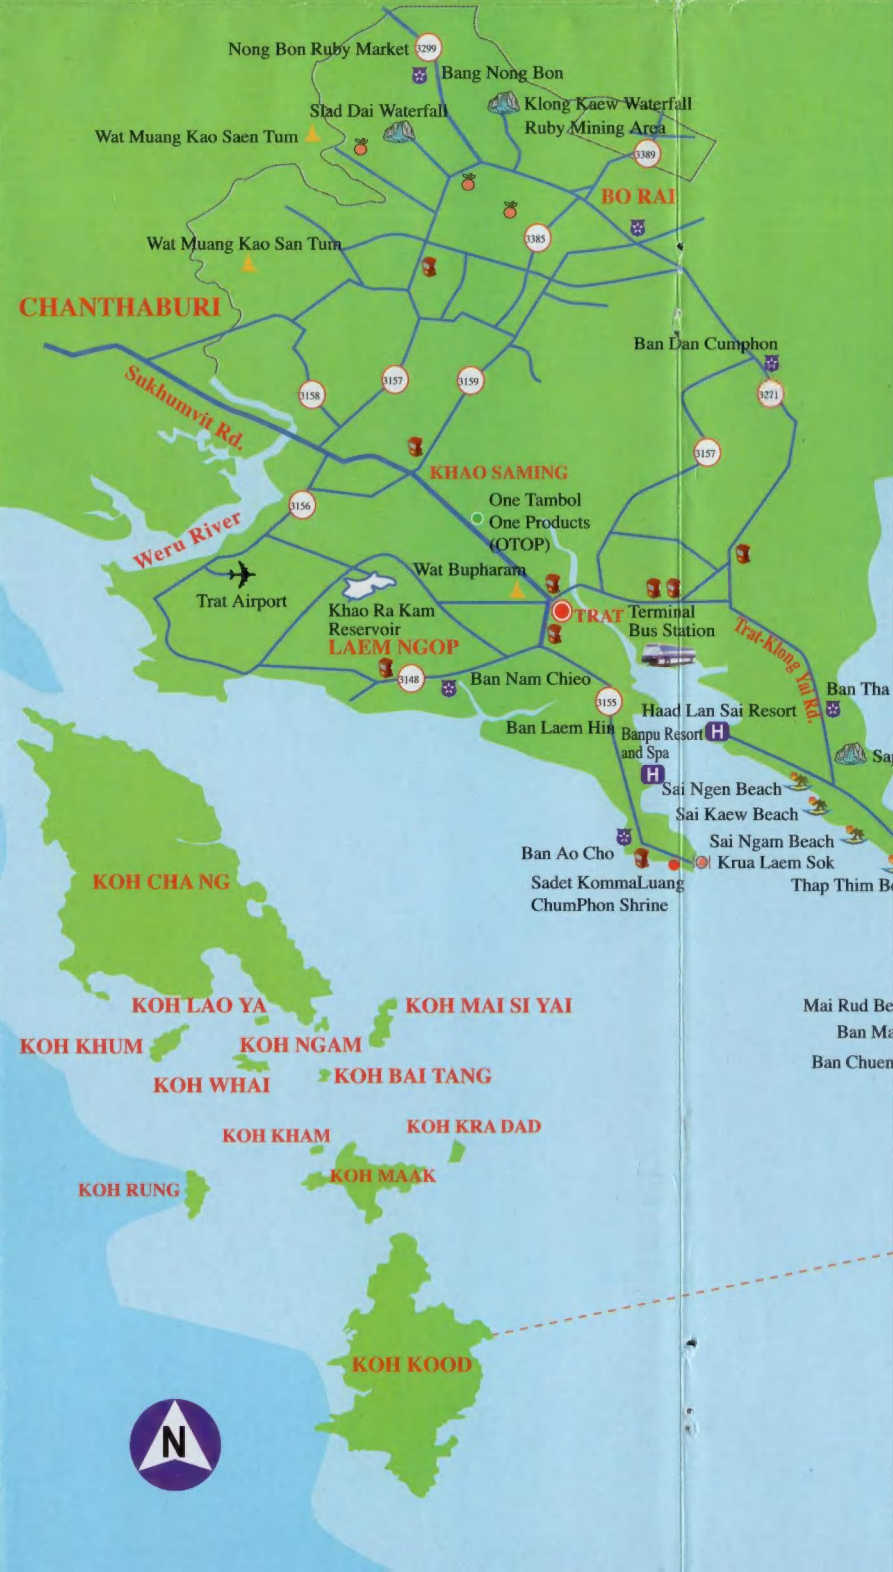 Nong Bon Ruby Market
3299
Bang Nong Bon
Slad Dai Waterfall
Klong Kaew Waterfall
Ruby Mining Area
Wat Muang Kao Saen Tum
3389
BO RAI
Wat Muang Kao San Tum
3385
CHANTHABURI
Ban Dan Cumphon
Sukhumvit Rd.
3158
3157
3159
3271
3157
KHAO SAMING
One Tambol
One Products
(OTOP)
3156
Weru River
Wat Bupharam
Trat Airport
Khao Ra Kam
Reservoir
TRAT
Terminal
Bus Station
LAEM NGOP
Trat-Klong Yai Rd.
3148
Ban Nam Chieo
Ban Tha
3155
Haad Lan Sai Resort
Ban Laem Hin
Banpu Resort
and Spa
H
H
Sai Ngen Beach
Sai Kaew Beach
Sai Ngam Beach
Ban Ao Cho
Krua Laem Sok
Sadet KommaLuang
ChumPhon Shrine
Thap Thim
KOH CHA NG
KOH LAO YA
KOH MAI SI YAI
Mai Rud Be
KOH KHUM
KOH NGAM
Ban Ma
KOH WHAI
KOH BAI TANG
Ban Chuen
KOH KHAM
KOH KRA DAD
KOH RUNG
KOH MAAK
KOH KOOD
N